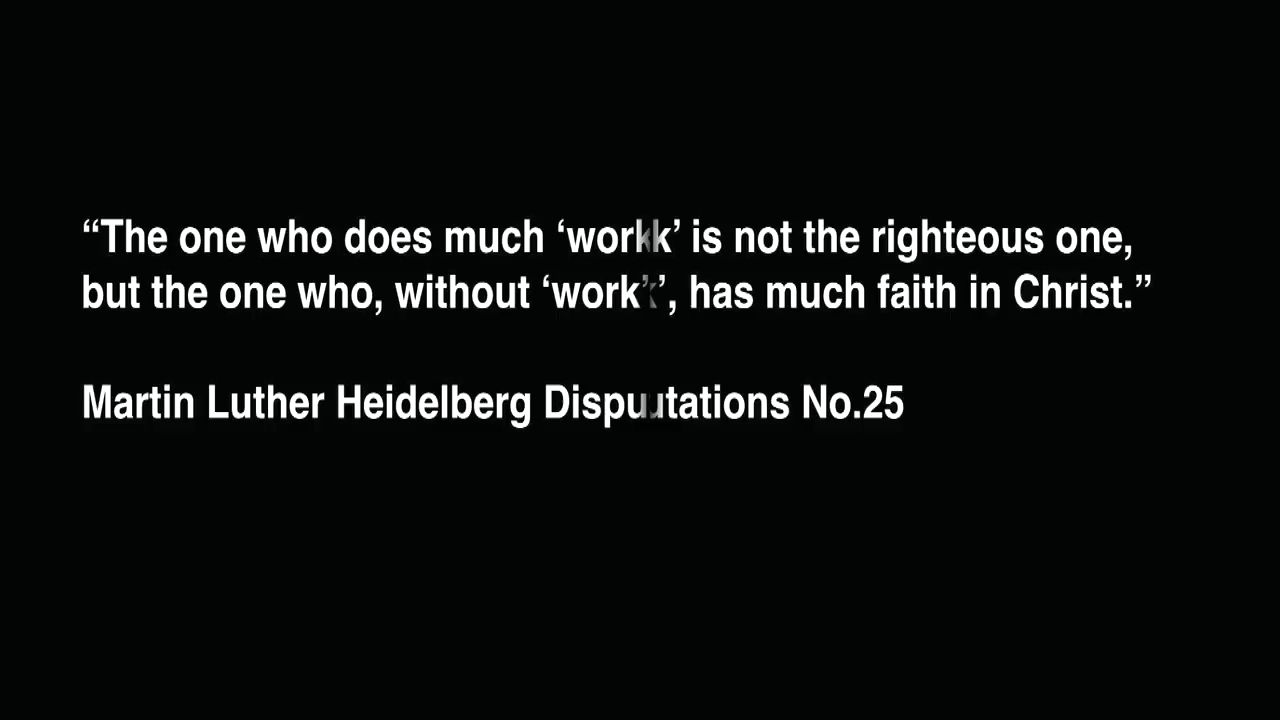 “The one who does much ‘work’ is not the righteous one,
but the one who, without ‘work’, has much faith in Christ.”
Martin Luther Heidelberg Disputations No.25